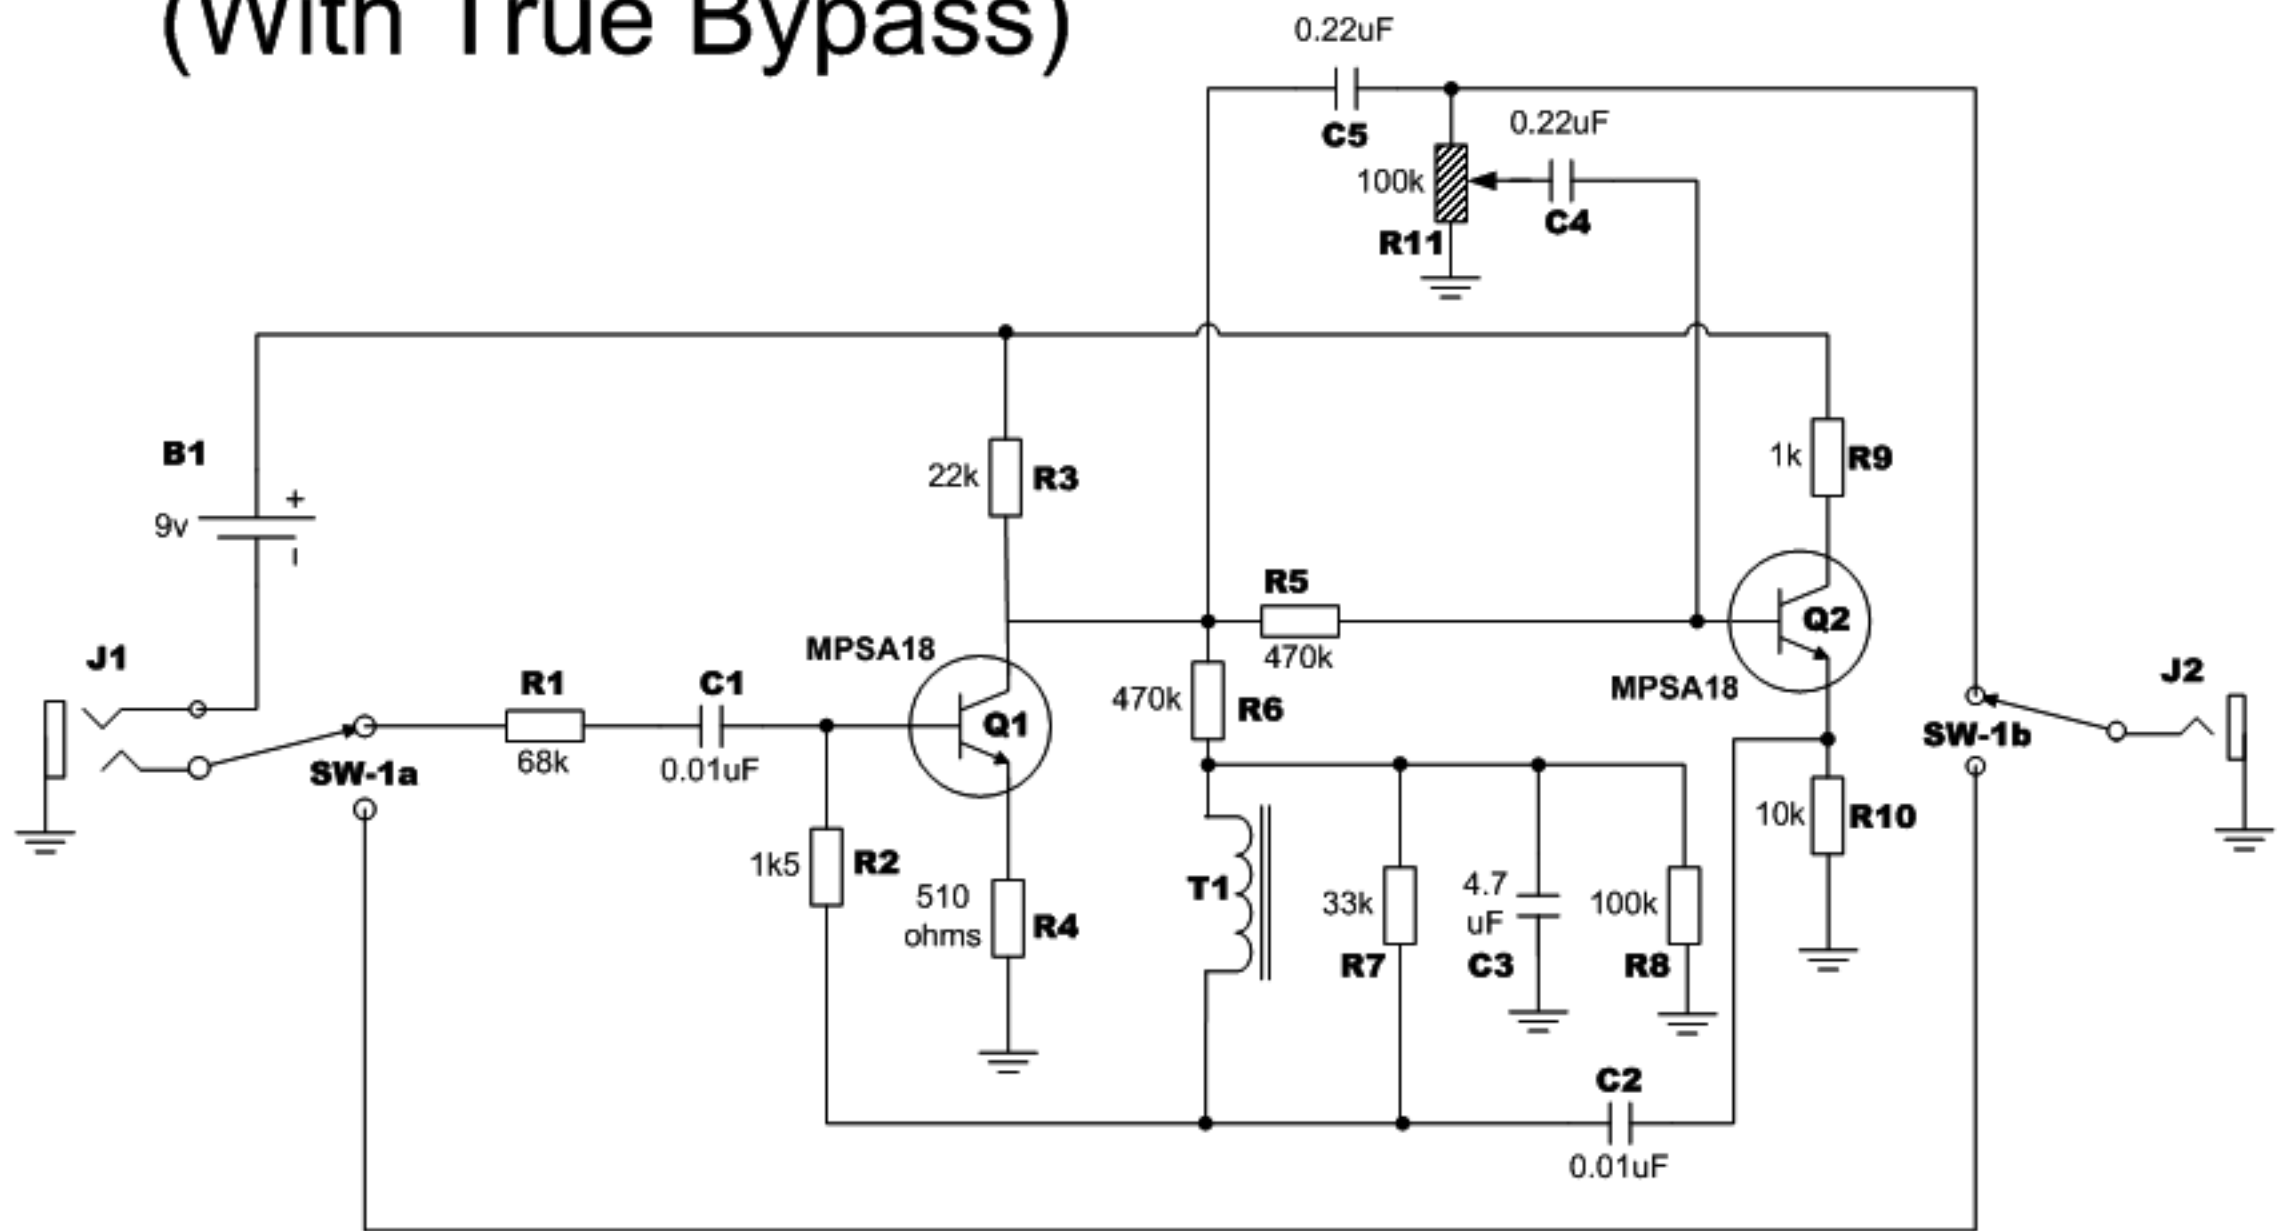 (With True Bypass)
0.22uF
C5
0.22uF
100k
C4
R11
B1
+
9v
-
22k
R3
1k
R9
R5
470k
Q2
MPSA18
J1
R1
68k
C1
0.01uF
MPSA18
Q1
470k
R6
J2
SW-1a
SW-1b
1k5
R2
510
ohms
R4
T1
33k
R7
4.7
uF
C3
100k
R8
10k
R10
C2
0.01uF